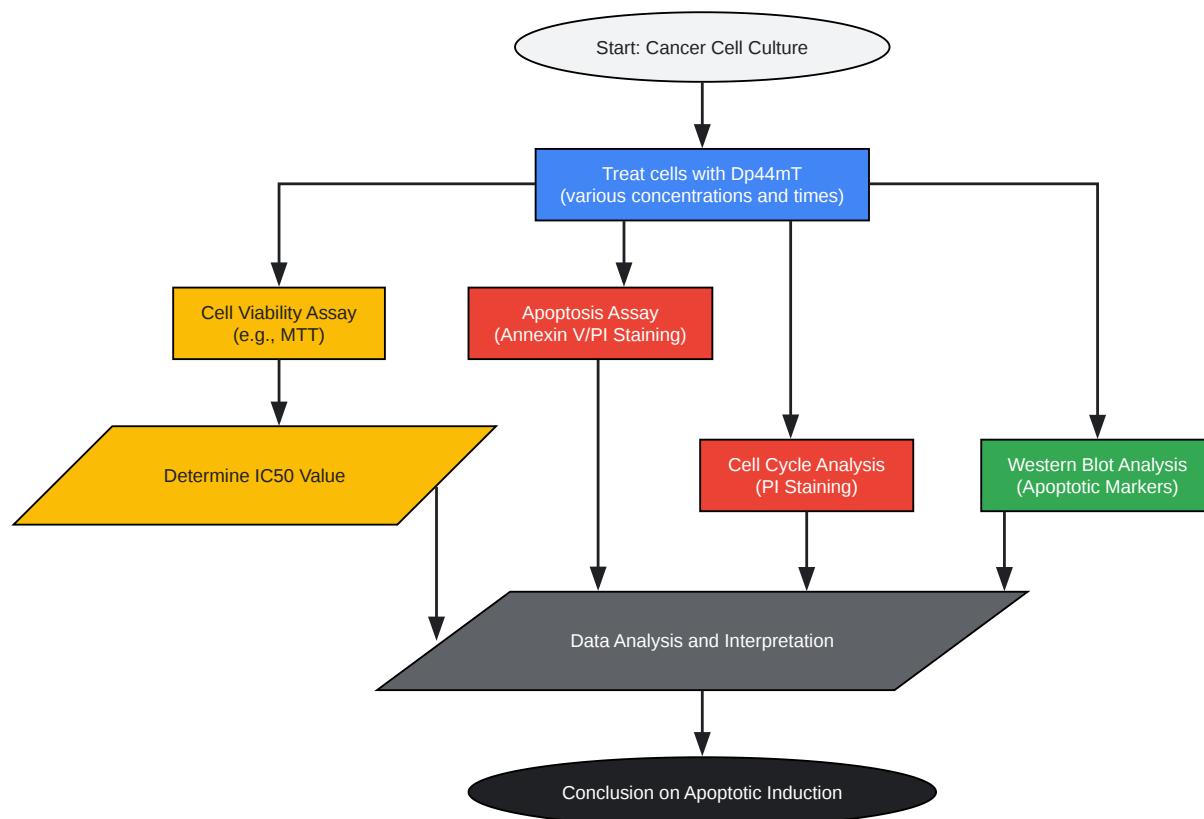 Start: Cancer Cell Culture
Treat cells with Dp44mT
(various concentrations and times)
Cell Viability Assay
(e.g., MTT)
Apoptosis Assay
(Annexin V/PI Staining)
Determine IC50 Value
Cell Cycle Analysis
(PI Staining)
Western Blot Analysis
(Apoptotic Markers)
Data Analysis and Interpretation
Conclusion on Apoptotic Induction